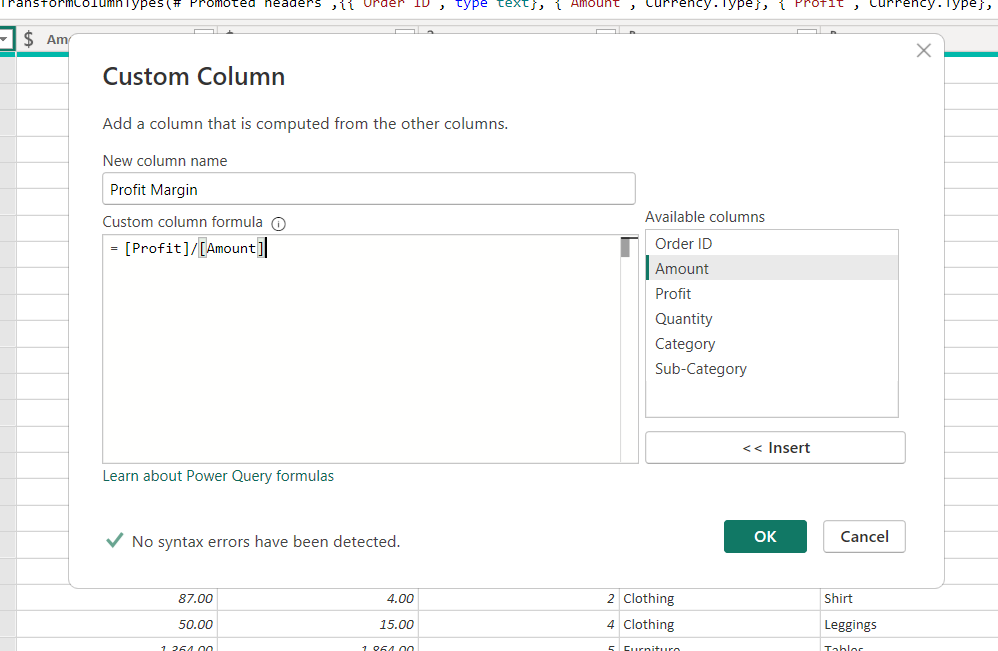 TransformColumnTypes(#"Promoted Headers",{{"Order ID", type text}, {"Amount", Currency.Type}, {"Profit", Currency.Type},
$ Am
Custom Column
Add a column that is computed from the other columns.
New column name
Profit Margin
Custom column formula
Available columns
= [Profit]/[Amount]
Order ID
Amount
Profit
Quantity
Category
Sub-Category
<< Insert
Learn about Power Query formulas
No syntax errors have been detected.
OK
Cancel
87.00 4.00 2 Clothing Shirt
50.00 15.00 4 Clothing Leggings
1,364.00 1,864.00 5 Furniture Tables